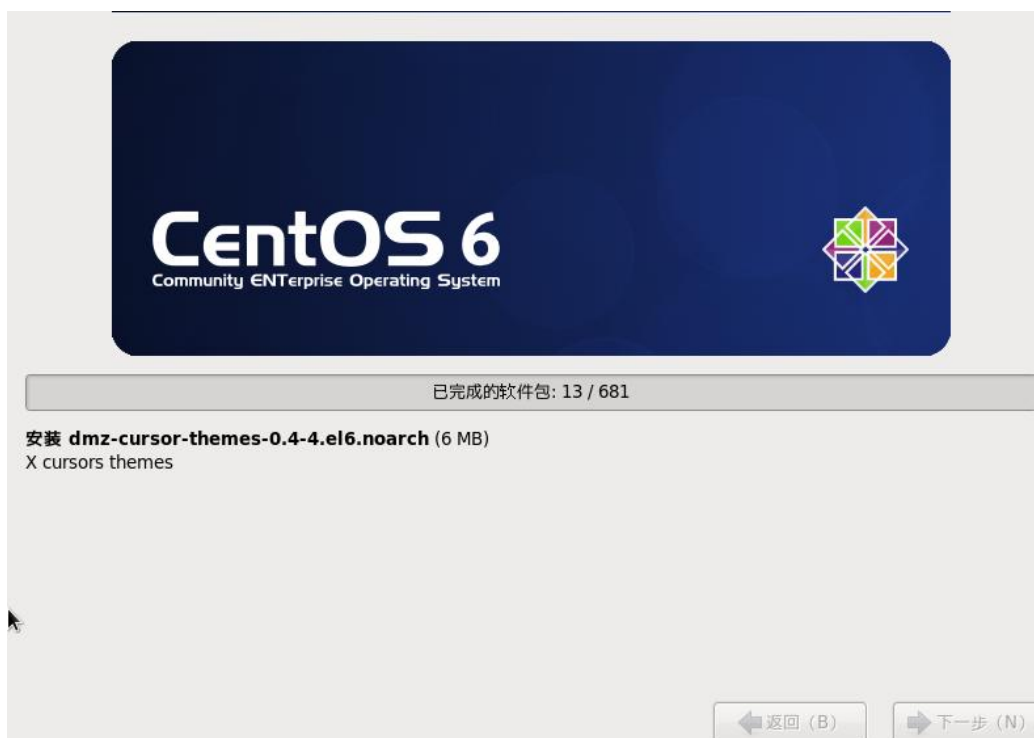 CentOS 6
Community ENTerprise Operating System
已完成的软件包: 13 / 681
安装 dmz-cursor-themes-0.4-4.el6.noarch (6 MB)
X cursors themes
返回 (B)
下一步 (N)